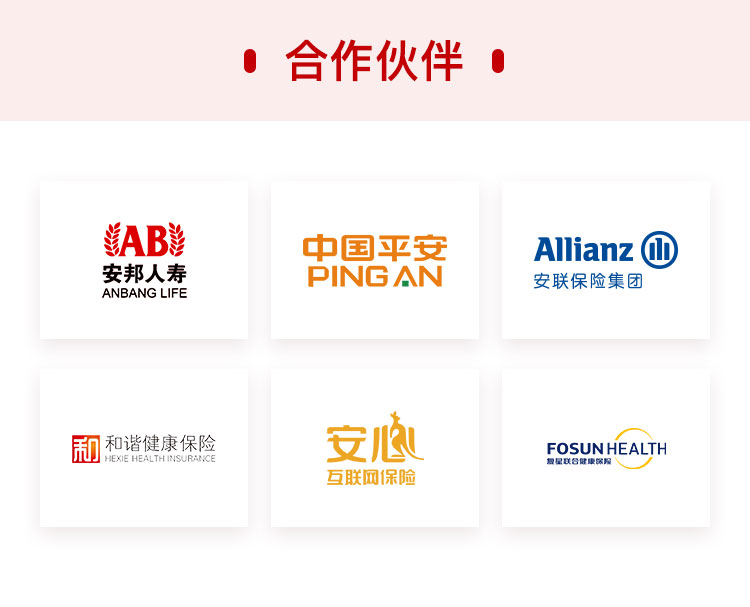 合作伙伴
AB
安邦人寿
ANBANG LIFE
中国平安
PING AN
Allianz
安联保险集团
和
和谐健康保险
HEXIE HEALTH INSURANCE
安心
互联网保险
FOSUN HEALTH
复星联合健康保险